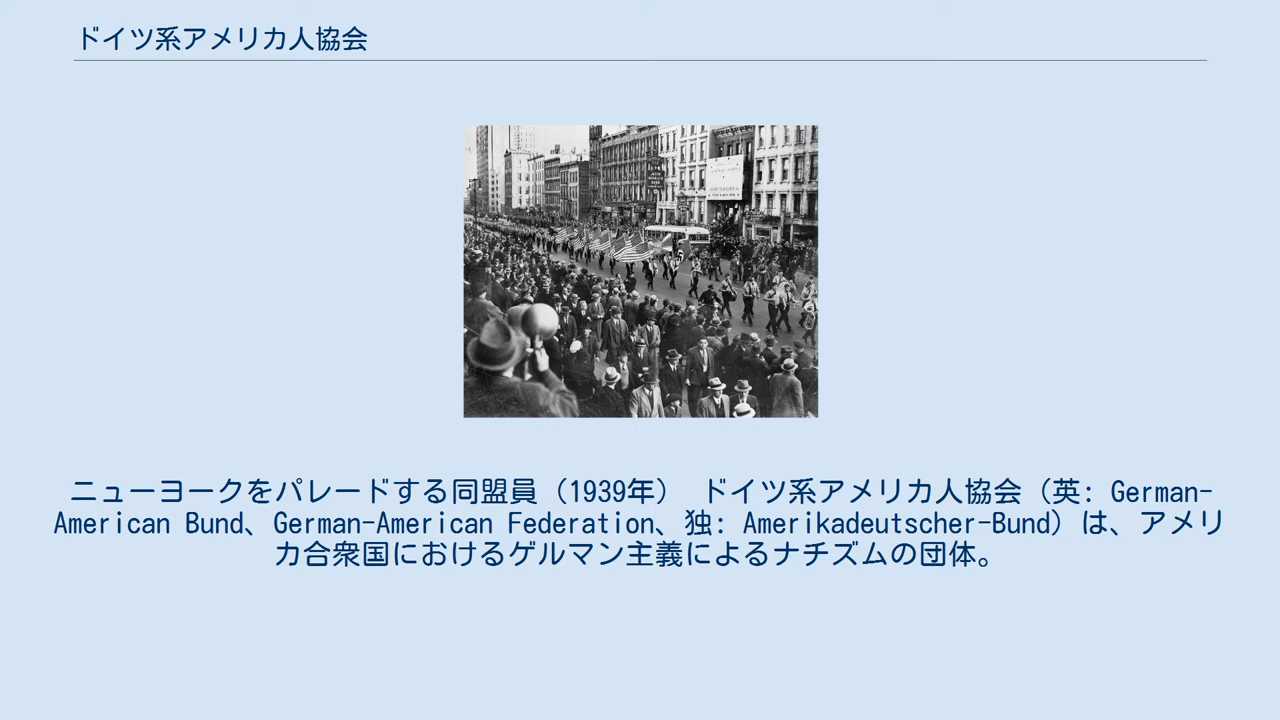 ドイツ系アメリカ人協会
ニューヨークをパレードする同盟員（1939年） ドイツ系アメリカ人協会（英: German-
American Bund、German-American Federation、独: Amerikadeutscher-Bund）は、アメリ
カ合衆国におけるゲルマン主義によるナチズムの団体。